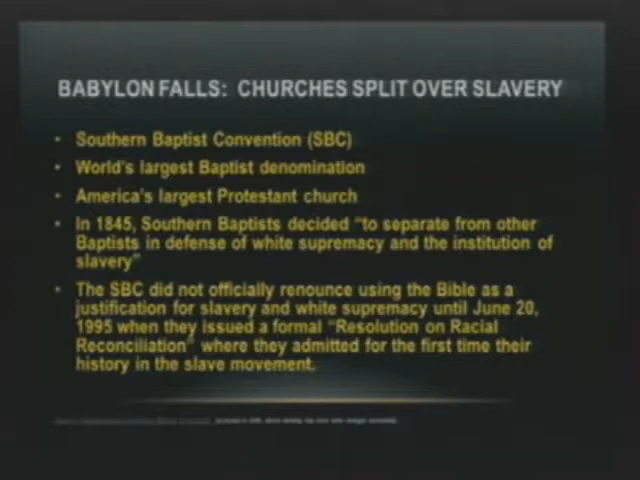 BABYLON FALLS: CHURCHES SPLIT OVER SLAVERY
• Southern Baptist Convention (SBC)
• World's largest Baptist denomination
• America's largest Protestant church
• In 1845, Southern Baptists decided "to separate from other
Baptists in defense of white supremacy and the institution of
slavery"
• The SBC did not officially renounce using the Bible as a
justification for slavery and white supremacy until June 20,
1995 when they issued a formal "Resolution on Racial
Reconciliation" where they admitted for the first time their
history in the slave movement.